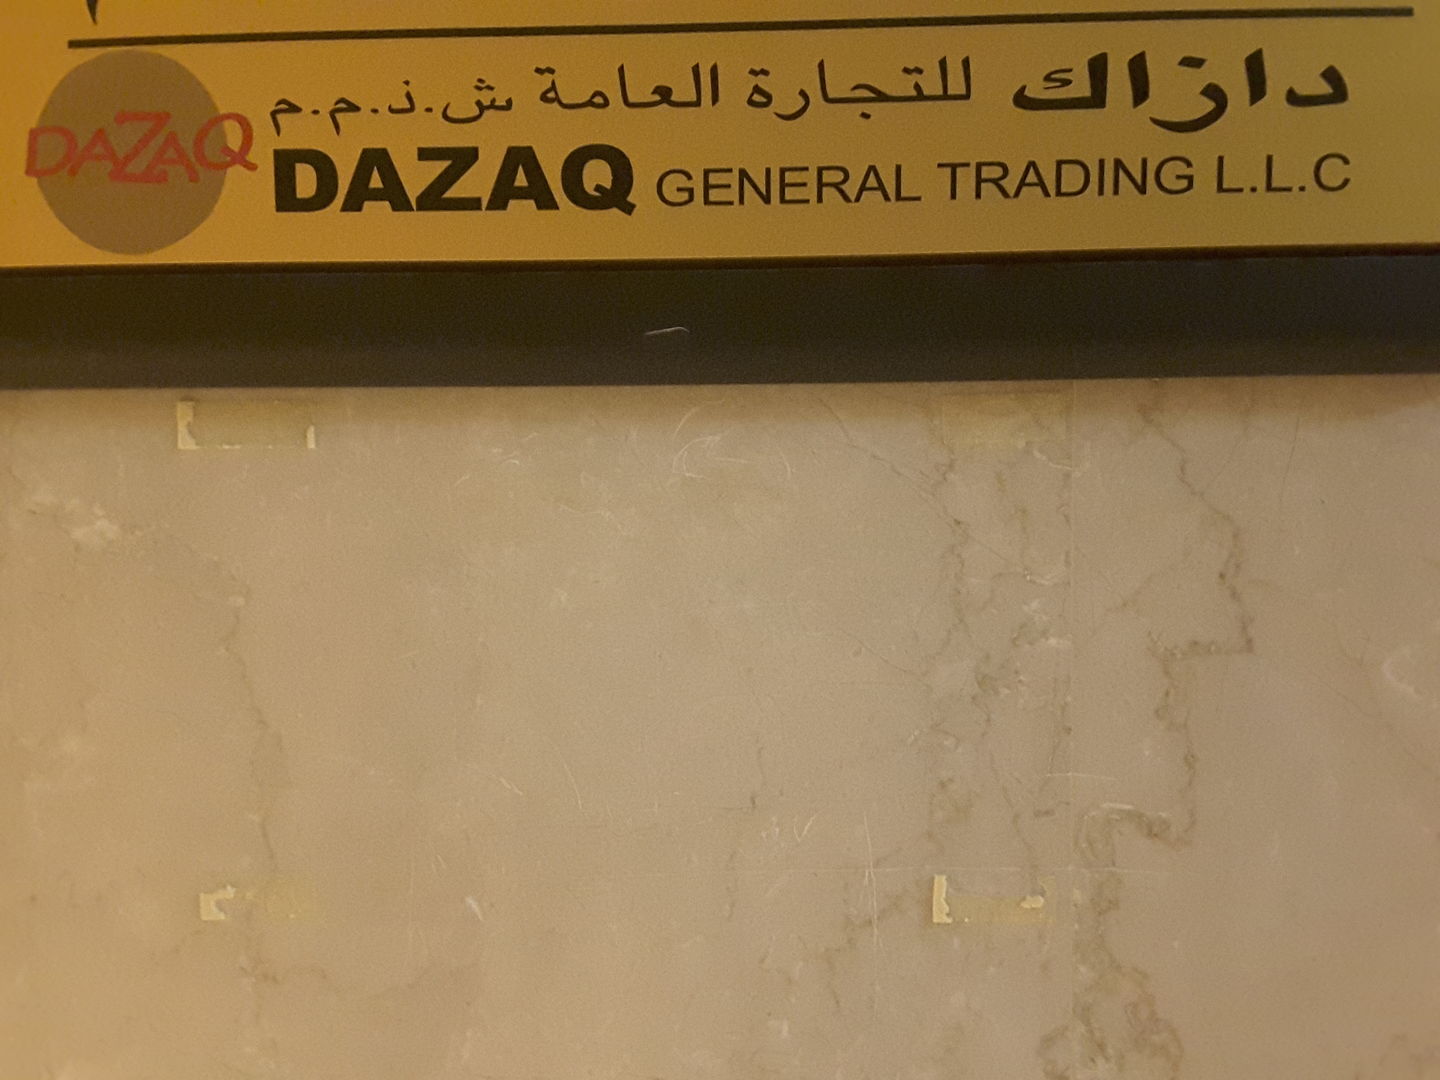 DAZAQ
دازاك للتجارة العامة ش.ذ.م.م
DAZAQ GENERAL TRADING L.L.C